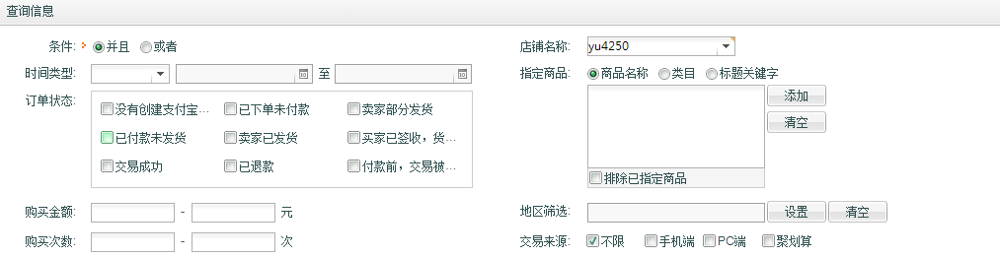 查询信息
条件: 并且 或者
店铺名称: yu4250
时间类型: 至
指定商品: 商品名称 类目 标题关键字
订单状态:
没有创建支付宝… 已下单未付款 卖家部分发货
已付款未发货 卖家已发货 买家已签收，货…
交易成功 已退款 付款前，交易被…
添加
清空
排除已指定商品
购买金额: - 元
地区筛选: 设置 清空
购买次数: - 次
交易来源: 不限 手机端 PC端 聚划算